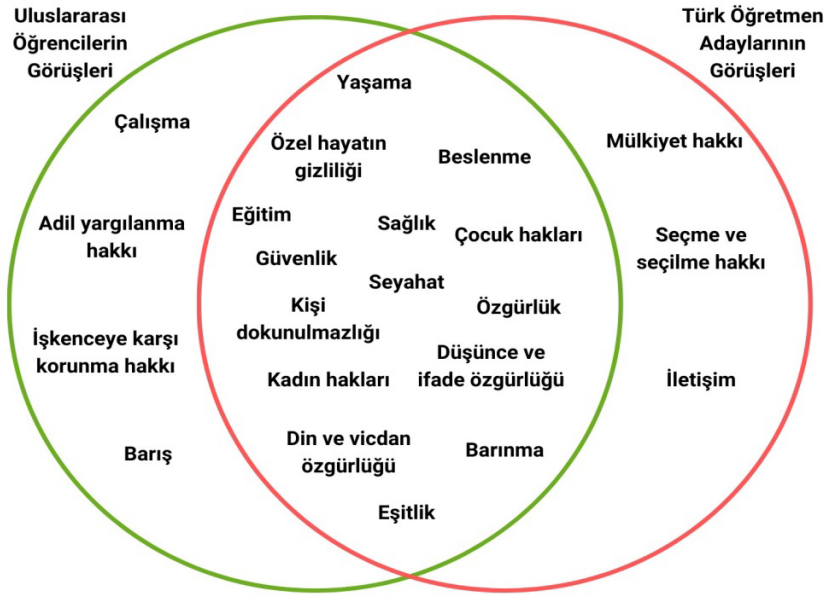 Uluslararası
Öğrencilerin
Görüşleri
Türk Öğretmen
Adaylarının
Görüşleri
Çalışma
Adil yargılanma
hakkı
İşkenceye karşı
korunma hakkı
Barış
Yaşama
Özel hayatın
gizliliği
Beslenme
Eğitim
Sağlık
Çocuk hakları
Güvenlik
Seyahat
Kişi
dokunulmazlığı
Özgürlük
Kadın hakları
Düşünce ve
ifade özgürlüğü
Din ve vicdan
özgürlüğü
Barınma
Eşitlik
Mülkiyet hakkı
Seçme ve
seçilme hakkı
İletişim